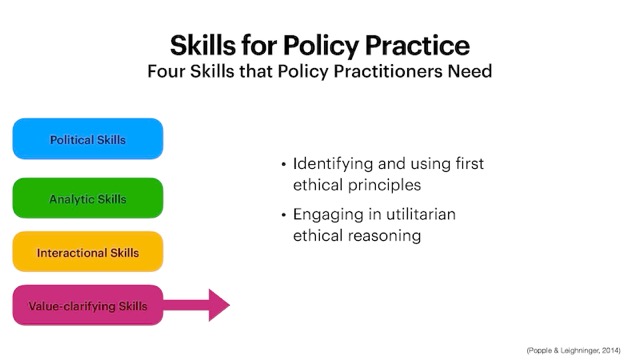 Skills for Policy Practice
Four Skills that Policy Practitioners Need
Political Skills
Analytic Skills
Interactional Skills
Value-clarifying Skills
• Identifying and using first
ethical principles
• Engaging in utilitarian
ethical reasoning
(Popple & Leighninger, 2014)